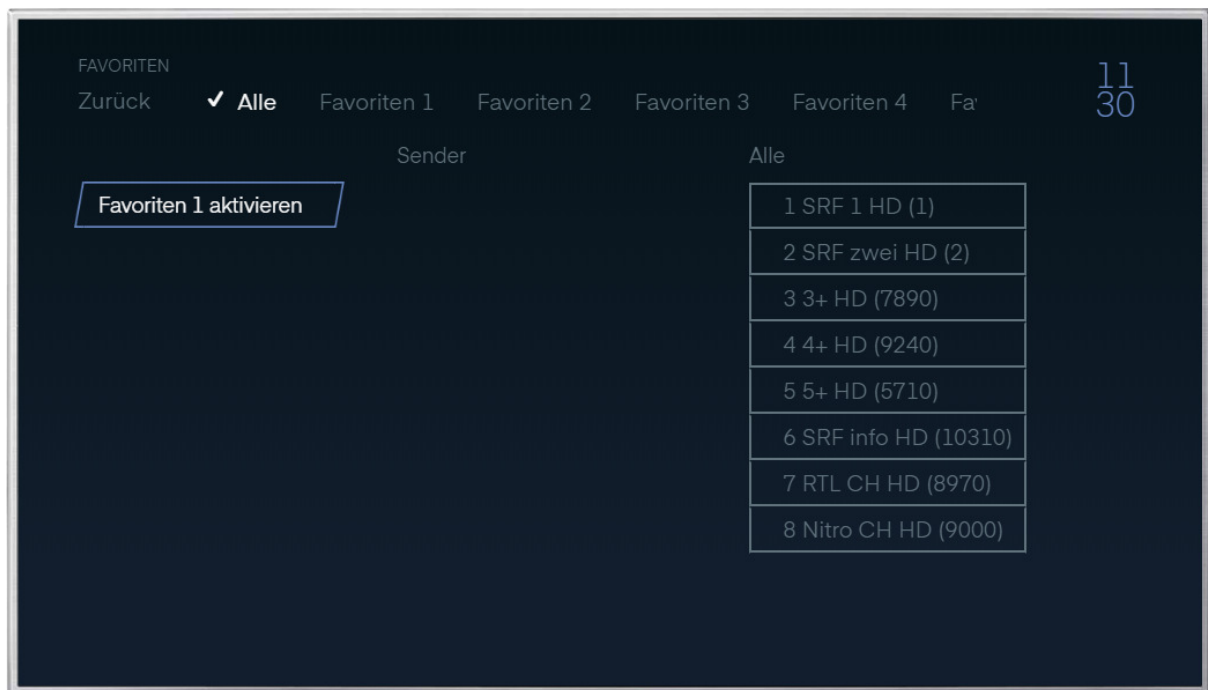 FAVORITEN
Zurück ✓ Alle Favoriten 1 Favoriten 2 Favoriten 3 Favoriten 4 Fa
11
30
Sender Alle
Favoriten 1 aktivieren
1 SRF 1 HD (1)
2 SRF zwei HD (2)
3 3+ HD (7890)
4 4+ HD (9240)
5 5+ HD (5710)
6 SRF info HD (10310)
7 RTL CH HD (8970)
8 Nitro CH HD (9000)